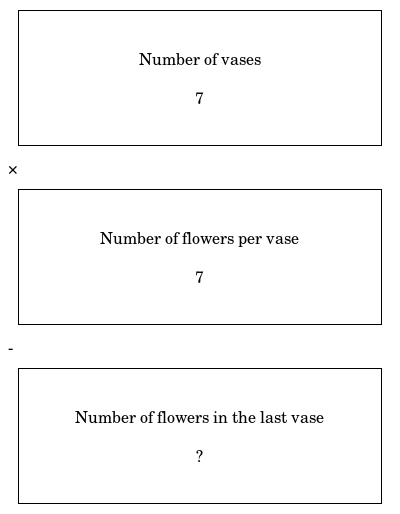 Number of vases
7
×
Number of flowers per vase
7
-
Number of flowers in the last vase
?